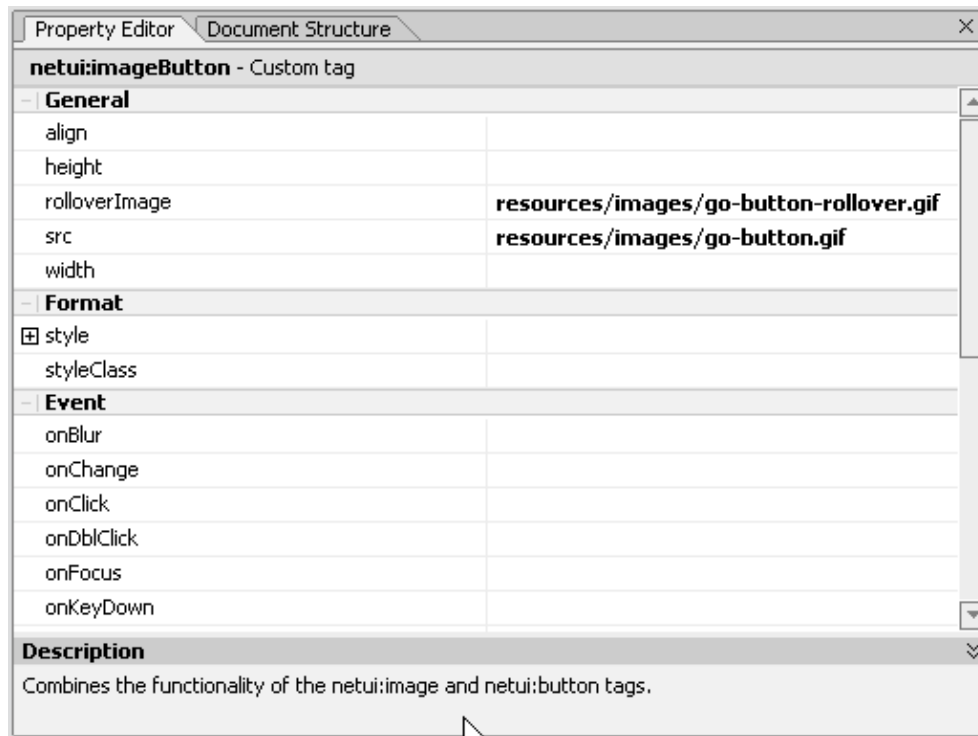 Property Editor Document Structure
netui:imageButton - Custom tag
General
align
height
rolloverImage resources/images/go-button-rollover.gif
src resources/images/go-button.gif
width
Format
style
styleClass
Event
onBlur
onChange
onClick
onDblClick
onFocus
onKeyDown
Description
Combines the functionality of the netui:image and netui:button tags.